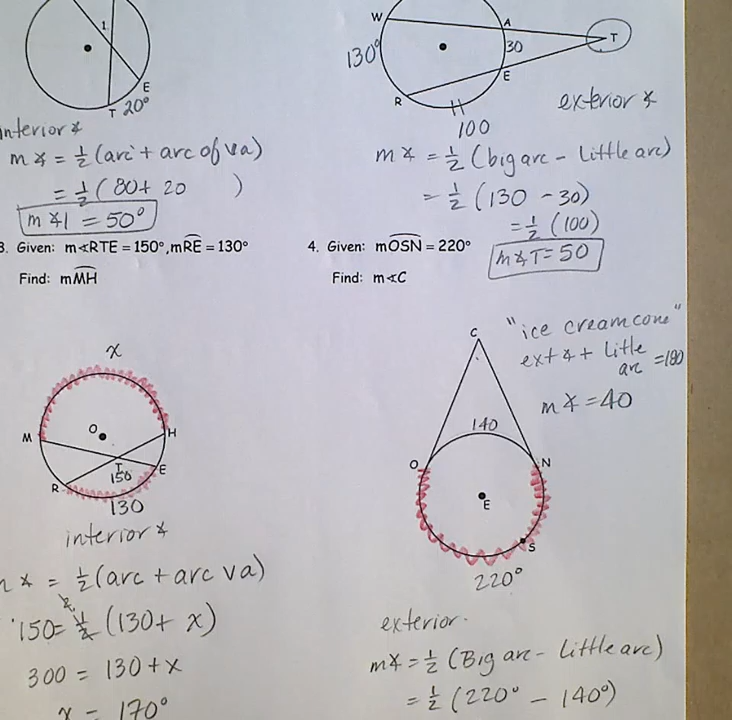 1
E
T 20°
interior ∡
m∡ = ½(arc + arc of va)
= ½(80+ 20 )
m∡1 = 50°
W
A
T
130°
30
E
R
100
exterior ∡
m∡ = ½(big arc – Little arc)
= ½(130 – 30)
= ½(100)
m∡T = 50
3. Given: m∢RTE = 150°, mRE = 130°
Find: mMH
x
M
O
H
T
150
R
E
130
interior ∡
m∡ = ½(arc + arc va)
150 = ½(130 + x)
300 = 130 + x
x = 170°
4. Given: mOSN = 220°
Find: m∢C
C
"ice cream cone"
ext ∡ + little arc = 180
m∡ = 40
140
O
N
E
S
220°
exterior.
m∡ = ½(Big arc – Little arc)
= ½(220° – 140°)